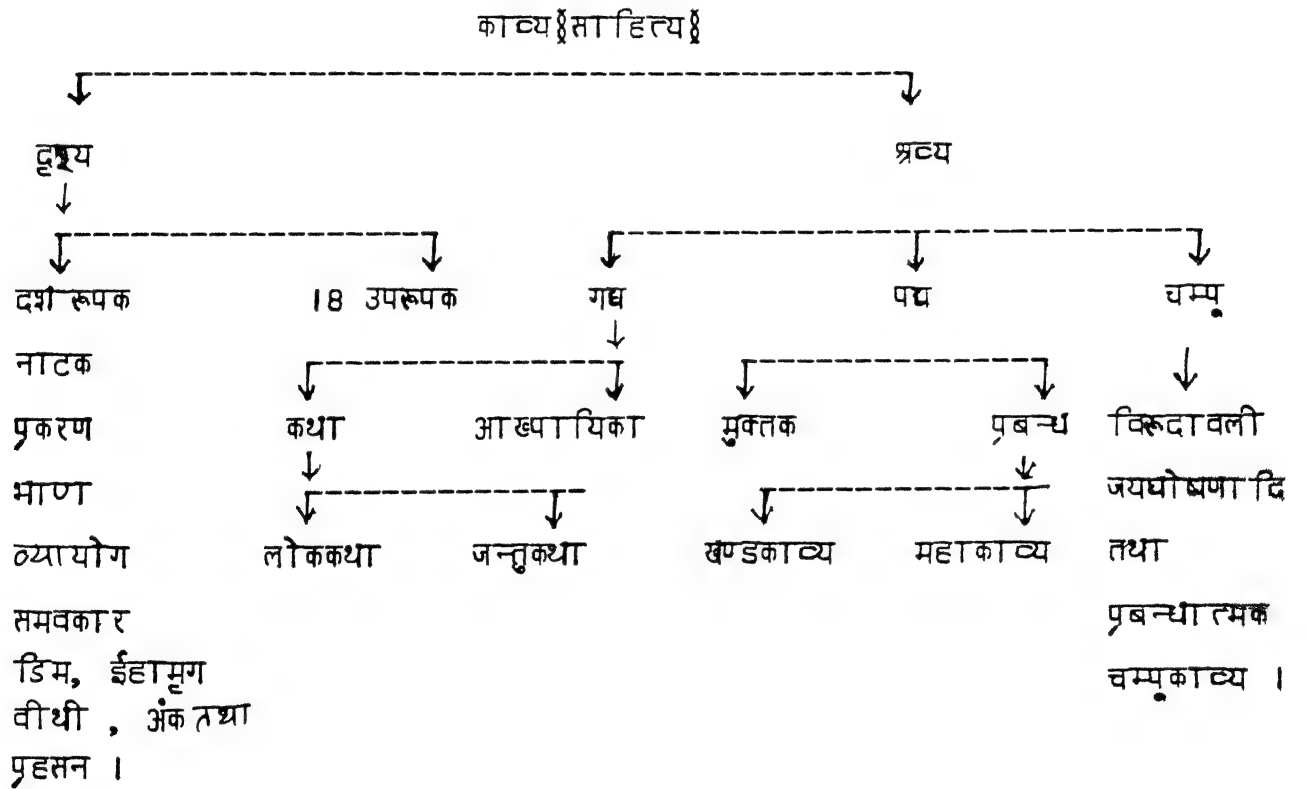 काव्य (साहित्य)
दृश्य श्रव्य
दश रूपक 18 उपरूपक गद्य पद्य चम्पू
नाटक
प्रकरण कथा आख्यायिका मुक्तक प्रबन्ध विरूदावली
भाण जयघोषणादि
व्यायोग लोककथा जन्तुकथा खण्डकाव्य महाकाव्य तथा
समवकार प्रबन्धात्मक
डिम, ईहामृग चम्पूकाव्य ।
वीथी , अंक तथा
प्रहसन ।